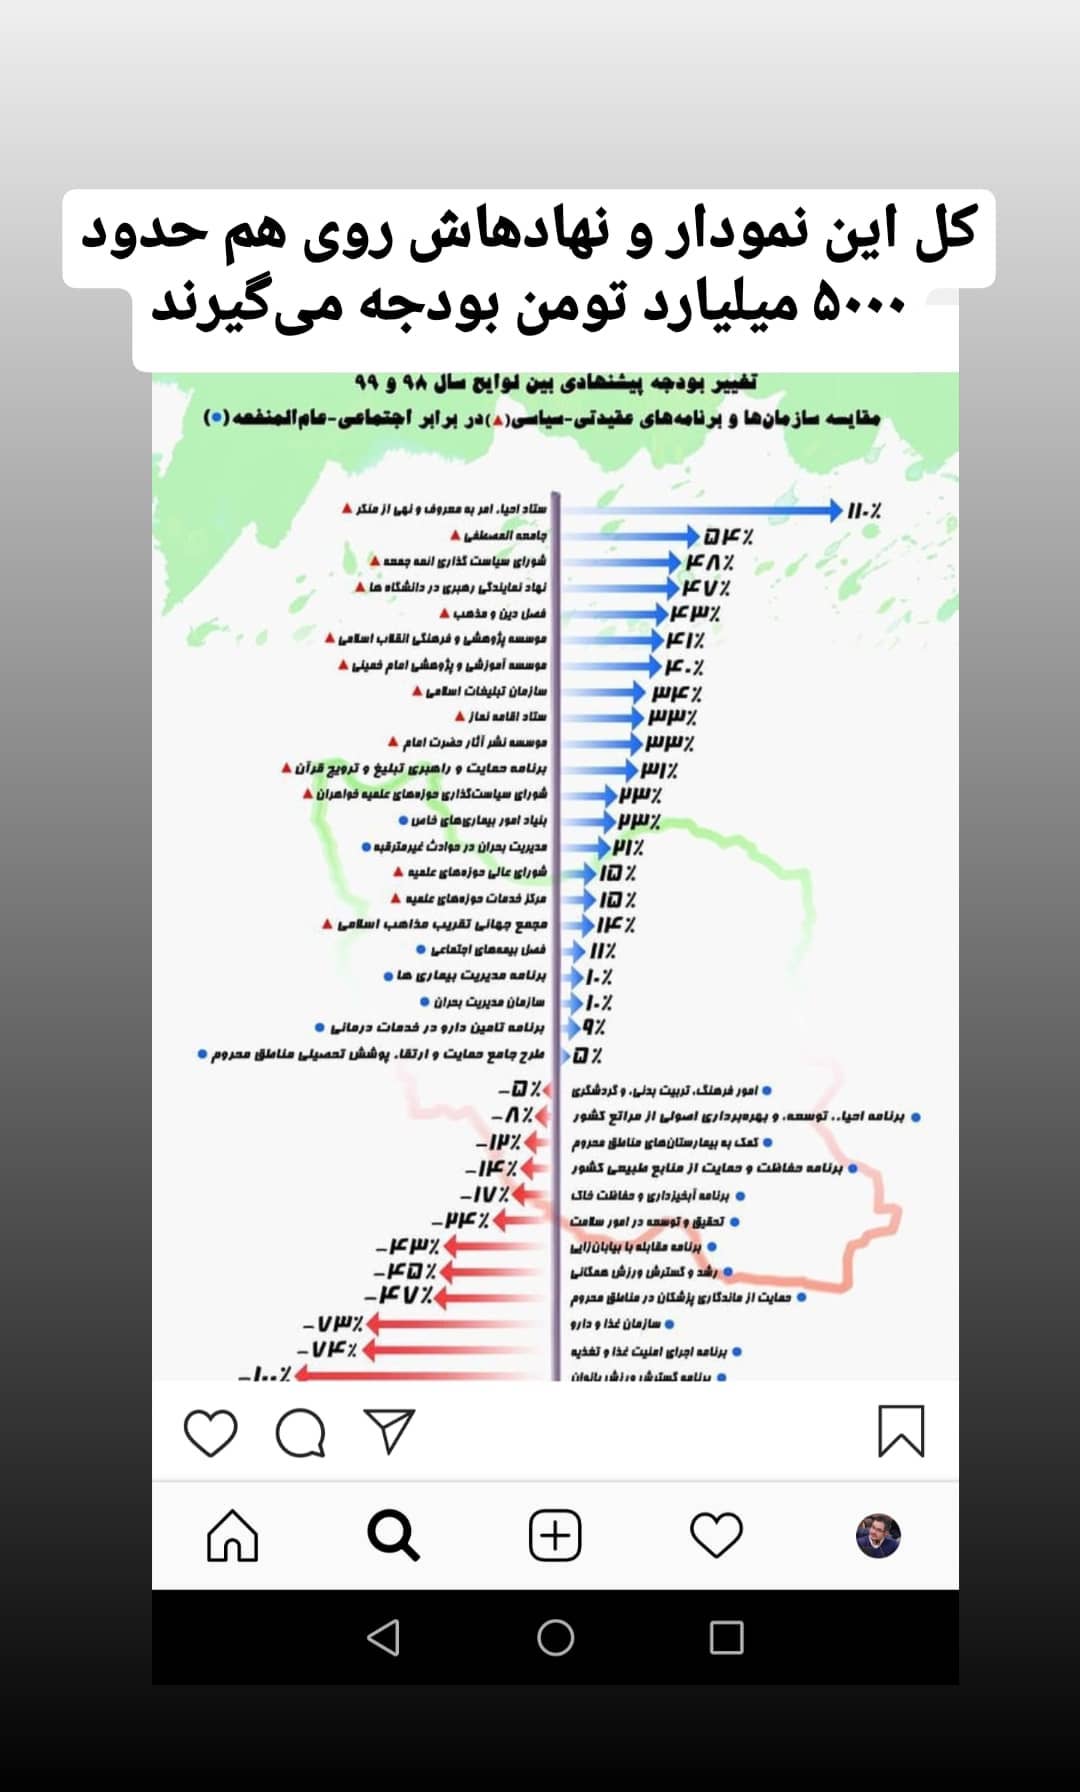 کل این نمودار و نهادهاش روی هم حدود
۵۰۰۰ میلیارد تومن بودجه می‌گیرند
تغییر بودجه پیشنهادی بین لوایح سال ۹۸ و ۹۹
مقایسه سازمان‌ها و برنامه‌های عقیدتی-سیاسی(▲)در برابر اجتماعی-عام‌المنفعه(●)
ستاد احیاء امر به معروف و نهی از منکر ▲ ۱۱۰٪
جامعه المصطفی ▲ ۵۴٪
شورای سیاست گذاری ائمه جمعه ▲ ۴۸٪
نهاد نمایندگی رهبری در دانشگاه ها ▲ ۴۷٪
فصل دین و مذهب ▲ ۴۳٪
موسسه پژوهشی و فرهنگی انقلاب اسلامی ▲ ۴۱٪
موسسه آموزشی و پژوهشی امام خمینی ▲ ۴۰٪
سازمان تبلیغات اسلامی ▲ ۳۴٪
ستاد اقامه نماز ▲ ۳۳٪
موسسه نشر آثار حضرت امام ▲ ۳۳٪
برنامه حمایت و راهبری تبلیغ و ترویج قرآن ▲ ۳۱٪
شورای سیاست‌گذاری حوزه‌های علمیه خواهران ▲ ۲۳٪
بنیاد امور بیماری‌های خاص ● ۲۳٪
مدیریت بحران در حوادث غیرمترقبه ● ۲۱٪
شورای عالی حوزه‌های علمیه ▲ ۱۵٪
مرکز خدمات حوزه‌های علمیه ▲ ۱۵٪
مجمع جهانی تقریب مذاهب اسلامی ▲ ۱۴٪
فصل بیمه‌های اجتماعی ● ۱۱٪
برنامه مدیریت بیماری ها ● ۱۰٪
سازمان مدیریت بحران ● ۱۰٪
برنامه تامین دارو در خدمات درمانی ● ۹٪
طرح جامع حمایت و ارتقاء پوشش تحصیلی مناطق محروم ● ۵٪
● امور فرهنگ، تربیت بدنی، و گردشگری -۵٪
● برنامه احیا.، توسعه، و بهره‌برداری اصولی از مراتع کشور -۸٪
● کمک به بیمارستان‌های مناطق محروم -۱۲٪
● برنامه حفاظت و حمایت از منابع طبیعی کشور -۱۴٪
● برنامه آبخیزداری و حفاظت خاک -۱۷٪
● تحقیق و توسعه در امور سلامت -۲۴٪
● برنامه مقابله با بیابان‌زایی -۴۳٪
● رشد و گسترش ورزش همگانی -۴۵٪
● حمایت از ماندگاری پزشکان در مناطق محروم -۴۷٪
● سازمان غذا و دارو -۷۳٪
● برنامه اجرای امنیت غذا و تغذیه -۷۴٪
● برنامه گسترش ورزش بانوان -۱۰۰٪